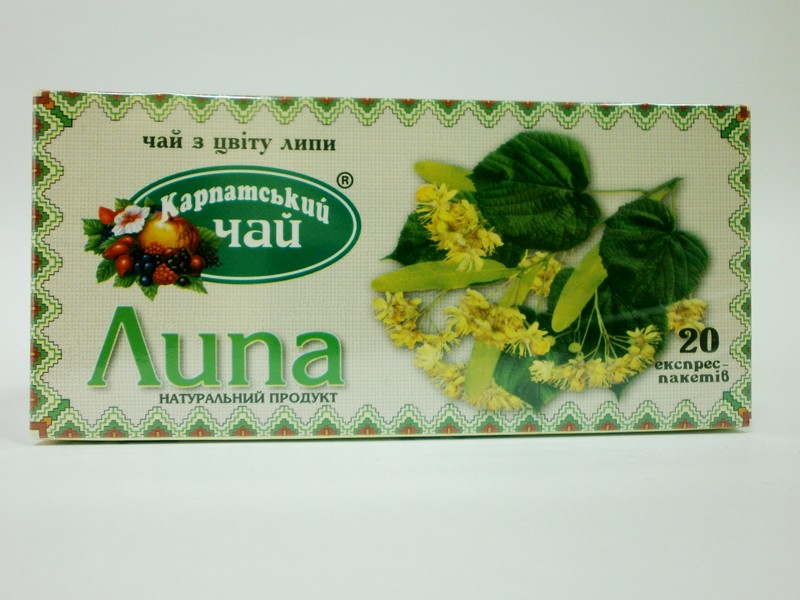 чай з цвіту липи
Карпатський ®
чай
Липа
НАТУРАЛЬНИЙ ПРОДУКТ
20
експрес-
пакетів